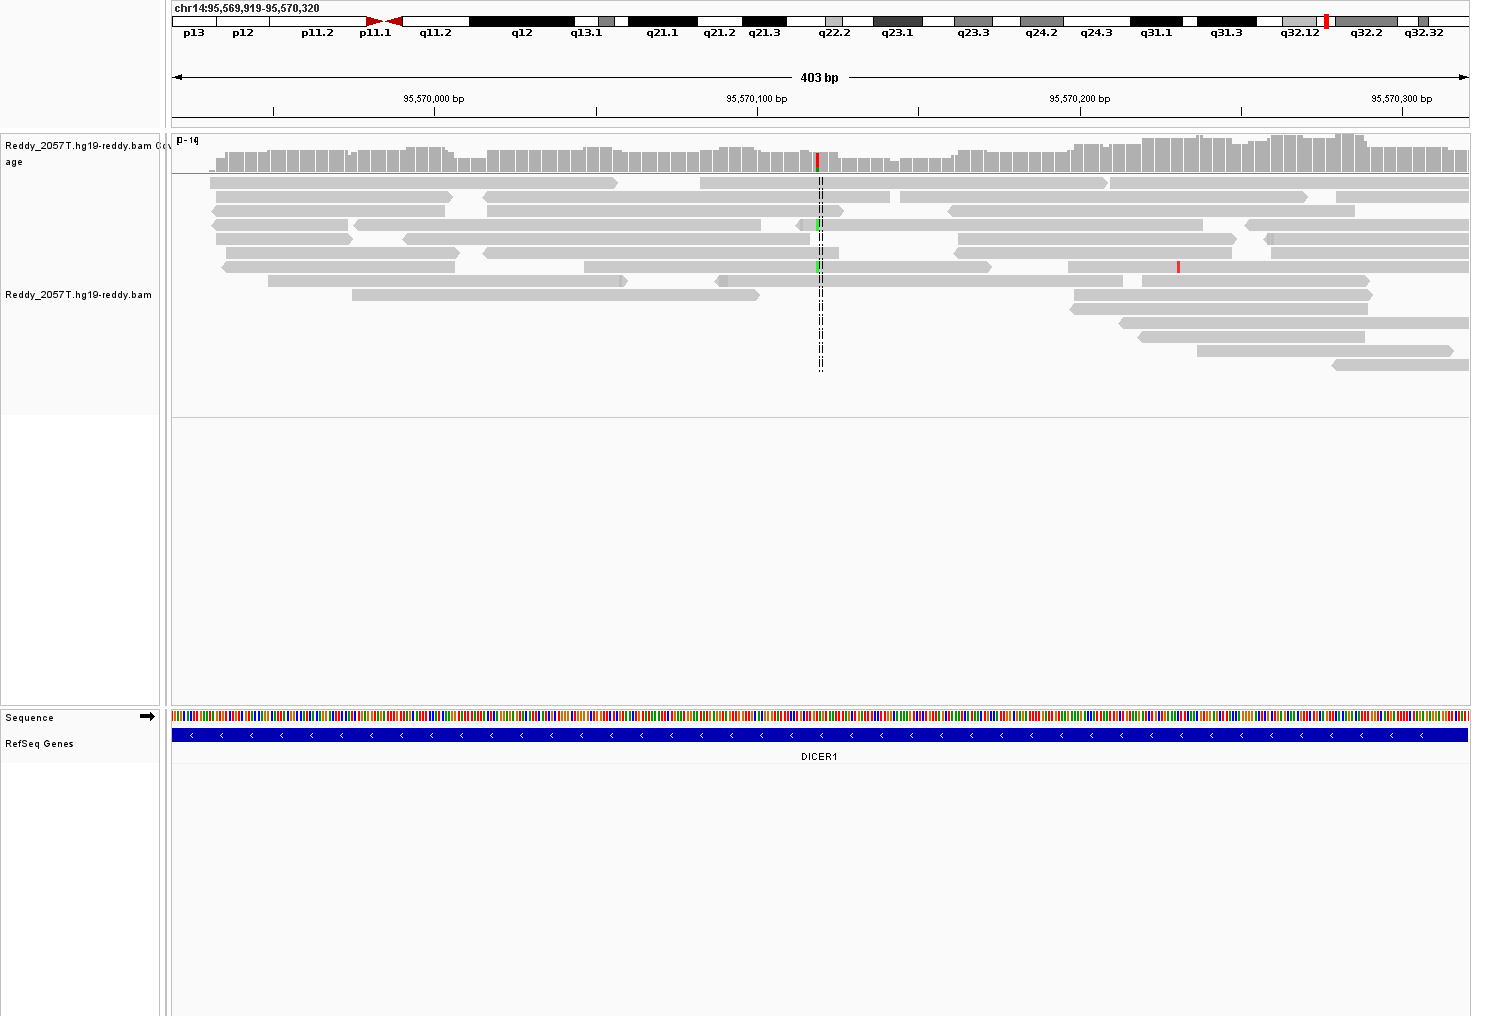 chr14:95,569,919-95,570,320
p13 p12 p11.2 p11.1 q11.2 q12 q13.1 q21.1 q21.2 q21.3 q22.2 q23.1 q23.3 q24.2 q24.3 q31.1 q31.3 q32.12 q32.2 q32.32
403 bp
95,570,000 bp 95,570,100 bp 95,570,200 bp 95,570,300 bp
Reddy_2057T.hg19-reddy.bam Cov
age
Reddy_2057T.hg19-reddy.bam
Sequence
RefSeq Genes
DICER1